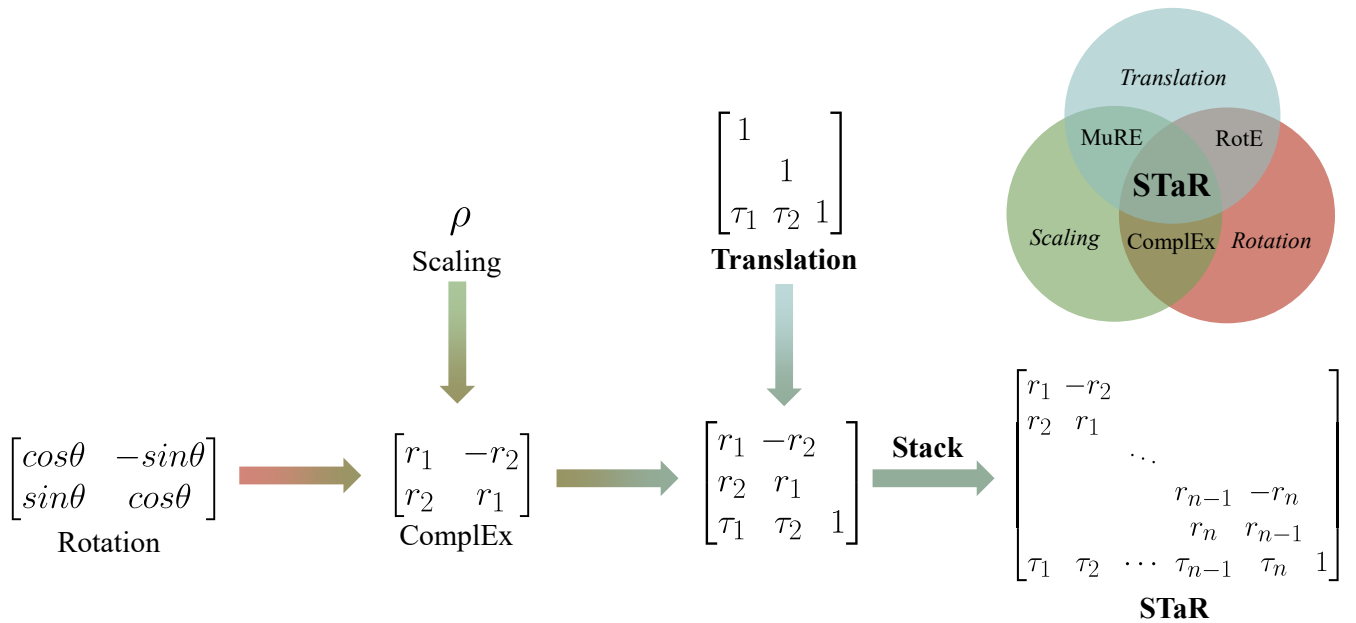 Translation
MuRE RotE
STaR
Scaling ComplEx Rotation
1
1
τ₁ τ₂ 1
Translation
ρ
Scaling
cosθ −sinθ
sinθ cosθ
Rotation
r₁ −r₂
r₂ r₁
ComplEx
r₁ −r₂
r₂ r₁
τ₁ τ₂ 1
Stack
r₁ −r₂
r₂ r₁
⋯
rₙ₋₁ −rₙ
rₙ rₙ₋₁
τ₁ τ₂ ⋯ τₙ₋₁ τₙ 1
STaR